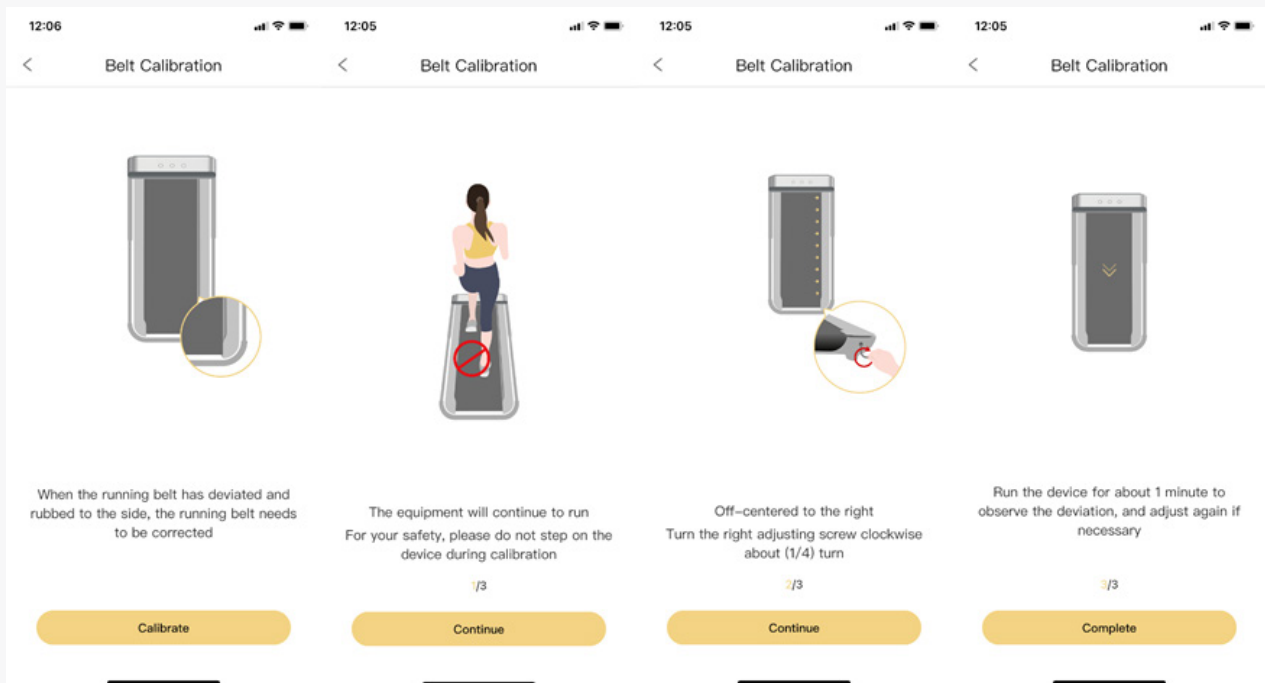 12:06
Belt Calibration
When the running belt has deviated and
rubbed to the side, the running belt needs
to be corrected
Calibrate
12:05
Belt Calibration
The equipment will continue to run
For your safety, please do not step on the
device during calibration
1/3
Continue
12:05
Belt Calibration
Off-centered to the right
Turn the right adjusting screw clockwise
about (1/4) turn
2/3
Continue
12:05
Belt Calibration
Run the device for about 1 minute to
observe the deviation, and adjust again if
necessary
3/3
Complete